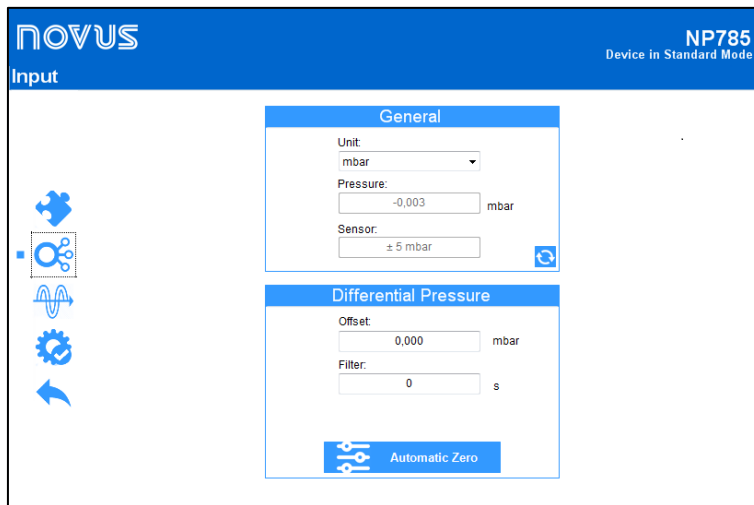 novus
NP785
Device in Standard Mode
Input
General
Unit:
mbar
Pressure:
-0,003 mbar
Sensor:
± 5 mbar
Differential Pressure
Offset:
0,000 mbar
Filter:
0 s
Automatic Zero